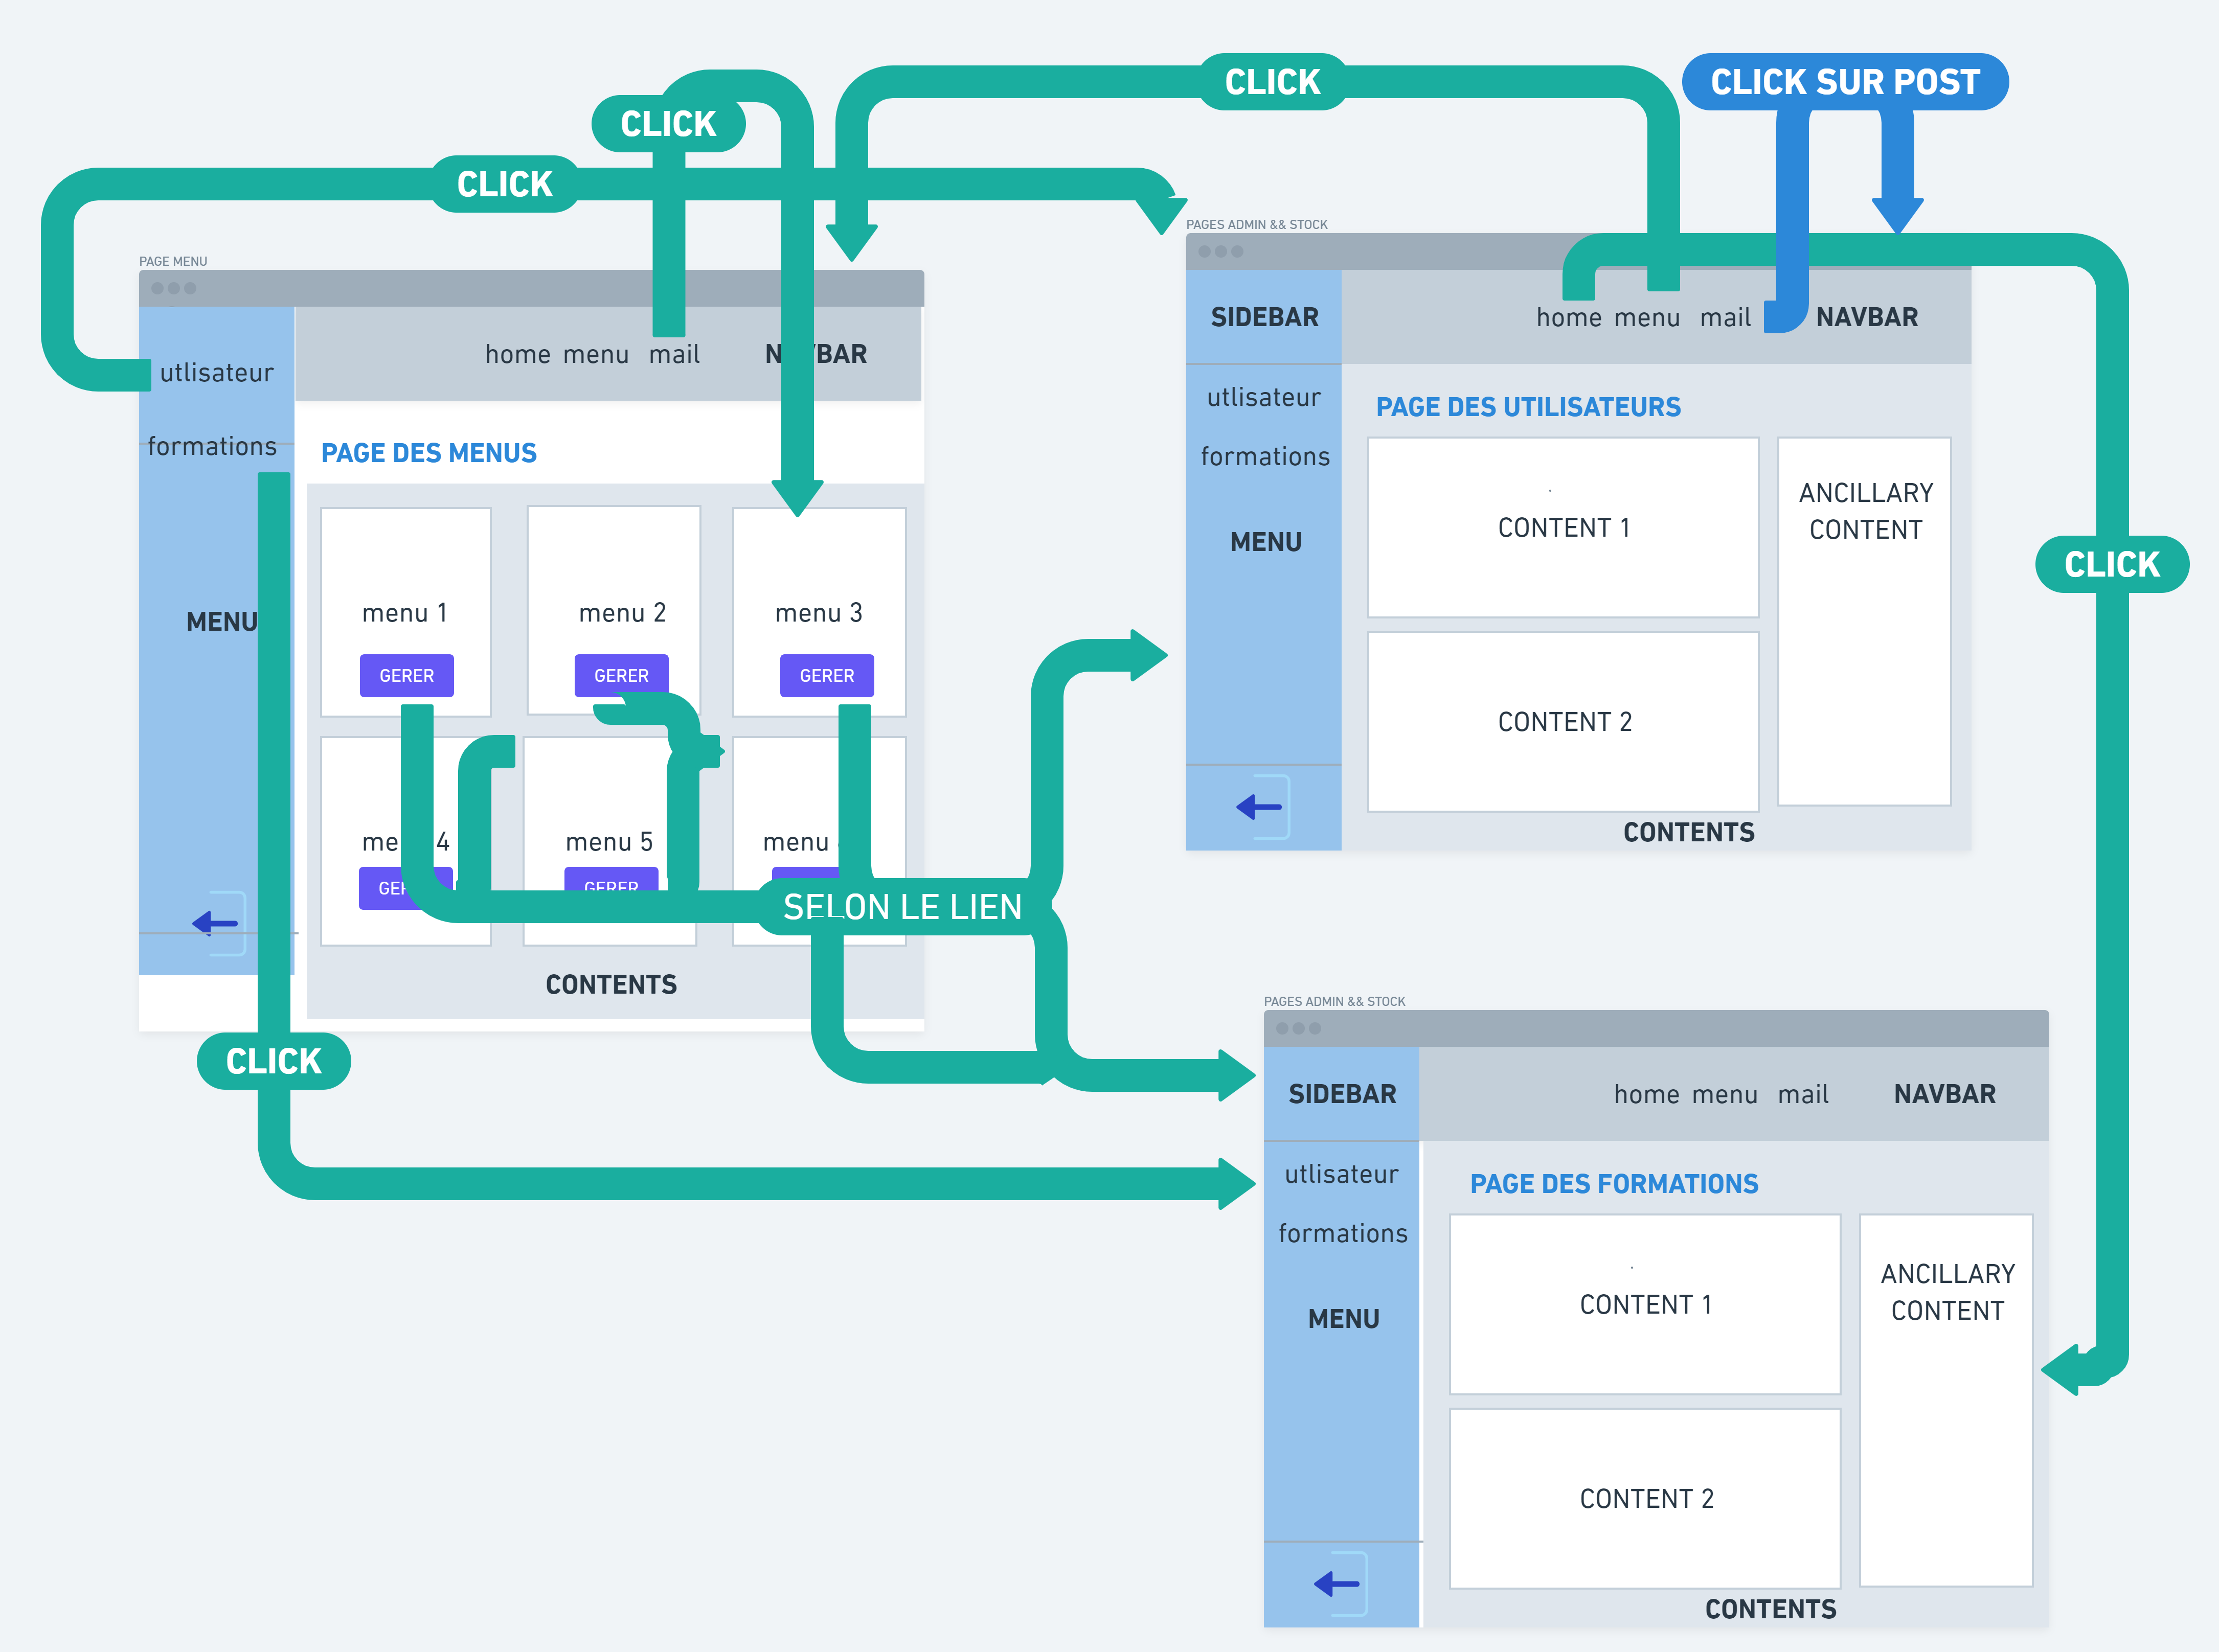 CLICK
CLICK
CLICK
CLICK SUR POST
PAGE MENU
utlisateur
formations
MENU
home menu mail
PAGE DES MENUS
menu 1
GERER
menu 2
GERER
menu 3
GERER
menu 5
GERER
menu
SELON LE LIEN
CONTENTS
CLICK
PAGES ADMIN && STOCK
SIDEBAR
home menu mail NAVBAR
utlisateur
formations
MENU
PAGE DES UTILISATEURS
CONTENT 1
ANCILLARY
CONTENT
CONTENT 2
CONTENTS
CLICK
PAGES ADMIN && STOCK
SIDEBAR
home menu mail NAVBAR
utlisateur
formations
MENU
PAGE DES FORMATIONS
CONTENT 1
ANCILLARY
CONTENT
CONTENT 2
CONTENTS